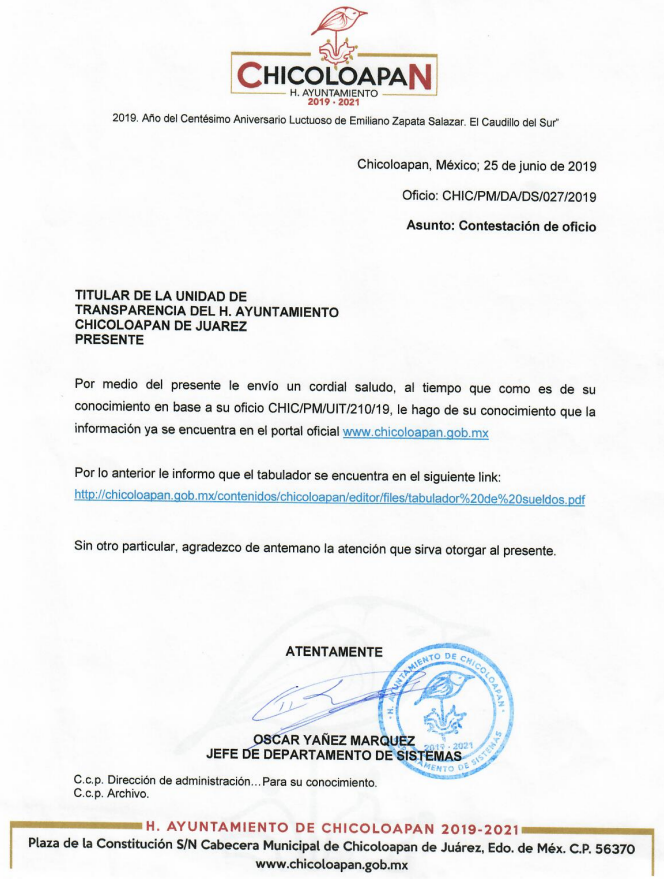 CHICOLOAPAN
H. AYUNTAMIENTO
2019 - 2021
2019. Año del Centésimo Aniversario Luctuoso de Emiliano Zapata Salazar. El Caudillo del Sur"
Chicoloapan, México; 25 de junio de 2019
Oficio: CHIC/PM/DA/DS/027/2019
Asunto: Contestación de oficio
TITULAR DE LA UNIDAD DE
TRANSPARENCIA DEL H. AYUNTAMIENTO
CHICOLOAPAN DE JUAREZ
PRESENTE
Por medio del presente le envío un cordial saludo, al tiempo que como es de su
conocimiento en base a su oficio CHIC/PM/UIT/210/19, le hago de su conocimiento que la
información ya se encuentra en el portal oficial www.chicoloapan.gob.mx
Por lo anterior le informo que el tabulador se encuentra en el siguiente link:
http://chicoloapan.gob.mx/contenidos/chicoloapan/editor/files/tabulador%20de%20sueldos.pdf
Sin otro particular, agradezco de antemano la atención que sirva otorgar al presente.
ATENTAMENTE
H. AYUNTAMIENTO DE CHICOLOAPAN
2019 - 2021
DEPARTAMENTO DE SISTEMAS
OSCAR YAÑEZ MARQUEZ
JEFE DE DEPARTAMENTO DE SISTEMAS
C.c.p. Dirección de administración...Para su conocimiento.
C.c.p. Archivo.
H. AYUNTAMIENTO DE CHICOLOAPAN 2019-2021
Plaza de la Constitución S/N Cabecera Municipal de Chicoloapan de Juárez, Edo. de Méx. C.P. 56370
www.chicoloapan.gob.mx